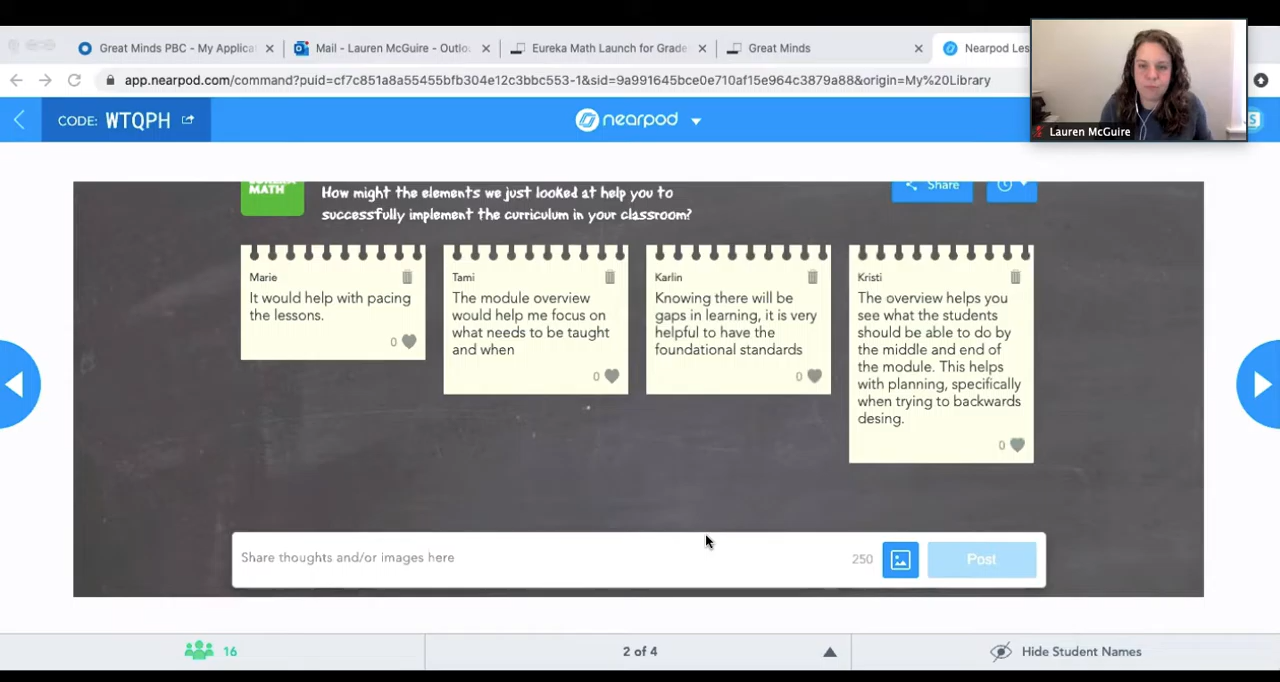 Great Minds PBC - My Applica
Mail - Lauren McGuire - Outlo
Eureka Math Launch for Grade
Great Minds
Nearpod Les
app.nearpod.com/command?puid=cf7c851a8a55455bf1b304e12c3bbc553-1&sid=9a991645bce0e710af15e964c3879a88&origin=My%20Library
CODE: WTQPH
nearpod
S
Lauren McGuire
MATH
How might the elements we just looked at help you to
successfully implement the curriculum in your classroom?
Share
Marie
It would help with pacing
the lessons.
0
Tami
The module overview
would help me focus on
what needs to be taught
and when
0
Karlin
Knowing there will be
gaps in learning, it is very
helpful to have the
foundational standards
0
Kristi
The overview helps you
see what the students
should be able to do by
the middle and end of
the module. This helps
with planning, specifically
when trying to backwards
desing.
0
Share thoughts and/or images here
250
Post
16
2 of 4
Hide Student Names